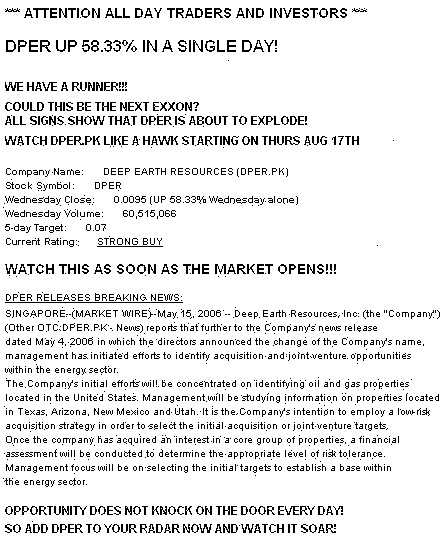 *** ATTENTION ALL DAY TRADERS AND INVESTORS ***
DPER UP 58.33% IN A SINGLE DAY!
WE HAVE A RUNNER!!!
COULD THIS BE THE NEXT EXXON?
ALL SIGNS SHOW THAT DPER IS ABOUT TO EXPLODE!
WATCH DPER.PK LIKE A HAWK STARTING ON THURS AUG 17TH
Company Name: DEEP EARTH RESOURCES (DPER.PK)
Stock Symbol: DPER
Wednesday Close: 0.0095 (UP 58.33% Wednesday alone)
Wednesday Volume: 60,515,066
5-day Target: 0.07
Current Rating: STRONG BUY
WATCH THIS AS SOON AS THE MARKET OPENS!!!
DPER RELEASES BREAKING NEWS:
SINGAPORE--(MARKET WIRE)--May 15, 2006 -- Deep Earth Resources, Inc. (the "Company")
(Other OTC:DPER.PK - News) reports that further to the Company's news release
dated May 4, 2006 in which the directors announced the change of the Company's name,
management has initiated efforts to identify acquisition and joint venture opportunities
within the energy sector.
The Company's initial efforts will be concentrated on identifying oil and gas properties
located in the United States. Management will be studying information on properties located
in Texas, Arizona, New Mexico and Utah. It is the Company's intention to employ a low risk
acquisition strategy in order to select the initial acquisition or joint venture targets.
Once the company has acquired an interest in a core group of properties, a financial
assessment will be conducted to determine the appropriate level of risk tolerance.
Management focus will be on selecting the initial targets to establish a base within
the energy sector.
OPPORTUNITY DOES NOT KNOCK ON THE DOOR EVERY DAY!
SO ADD DPER TO YOUR RADAR NOW AND WATCH IT SOAR!